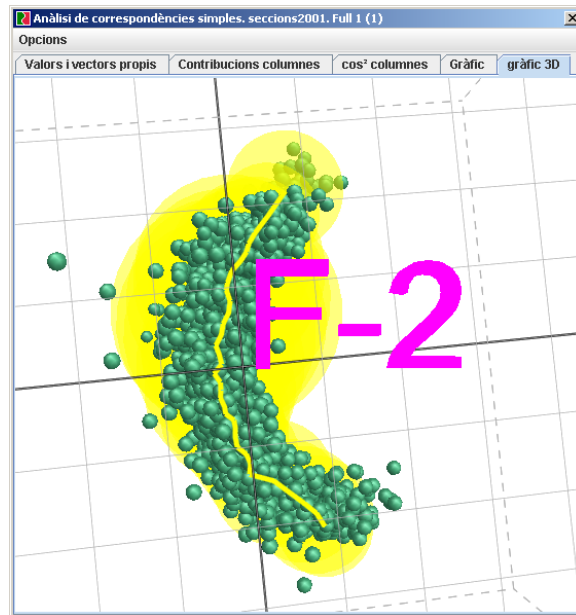 Anàlisi de correspondències simples. seccions2001. Full 1 (1)
Opcions
Valors i vectors propis Contribucions columnes cos² columnes Gràfic gràfic 3D
F-2